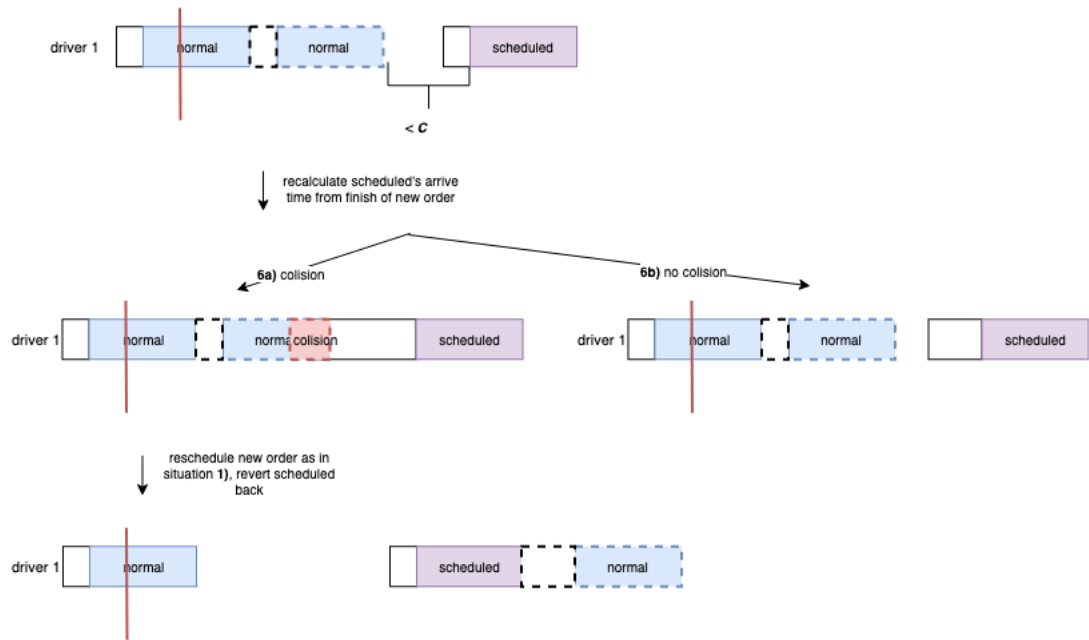 driver 1
normal
normal
scheduled
< C
recalculate scheduled's arrive
time from finish of new order
6a) colision
6b) no colision
driver 1
normal
norma
colision
scheduled
driver 1
normal
normal
scheduled
reschedule new order as in
situation 1), revert scheduled
back
driver 1
normal
scheduled
normal